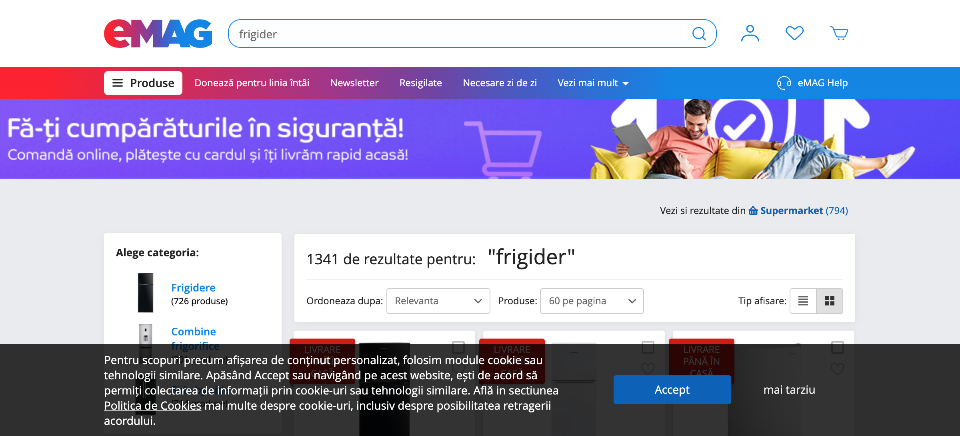 eMAG
frigider
Produse
Donează pentru linia întâi
Newsletter
Resigilate
Necesare zi de zi
Vezi mai mult
eMAG Help
Fă-ți cumpărăturile în siguranță!
Comandă online, plătește cu cardul și îți livrăm rapid acasă!
Vezi si rezultate din Supermarket (794)
Alege categoria:
Frigidere
(726 produse)
Combine
frigorifice
1341 de rezultate pentru: "frigider"
Ordoneaza dupa: Relevanta
Produse: 60 pe pagina
Tip afisare:
LIVRARE
LIVRARE
LIVRARE
PÂNĂ ÎN
CASĂ
Pentru scopuri precum afișarea de conținut personalizat, folosim module cookie sau
tehnologii similare. Apăsând Accept sau navigând pe acest website, ești de acord să
permiți colectarea de informații prin cookie-uri sau tehnologii similare. Află in sectiunea
Politica de Cookies mai multe despre cookie-uri, inclusiv despre posibilitatea retragerii
acordului.
Accept
mai tarziu